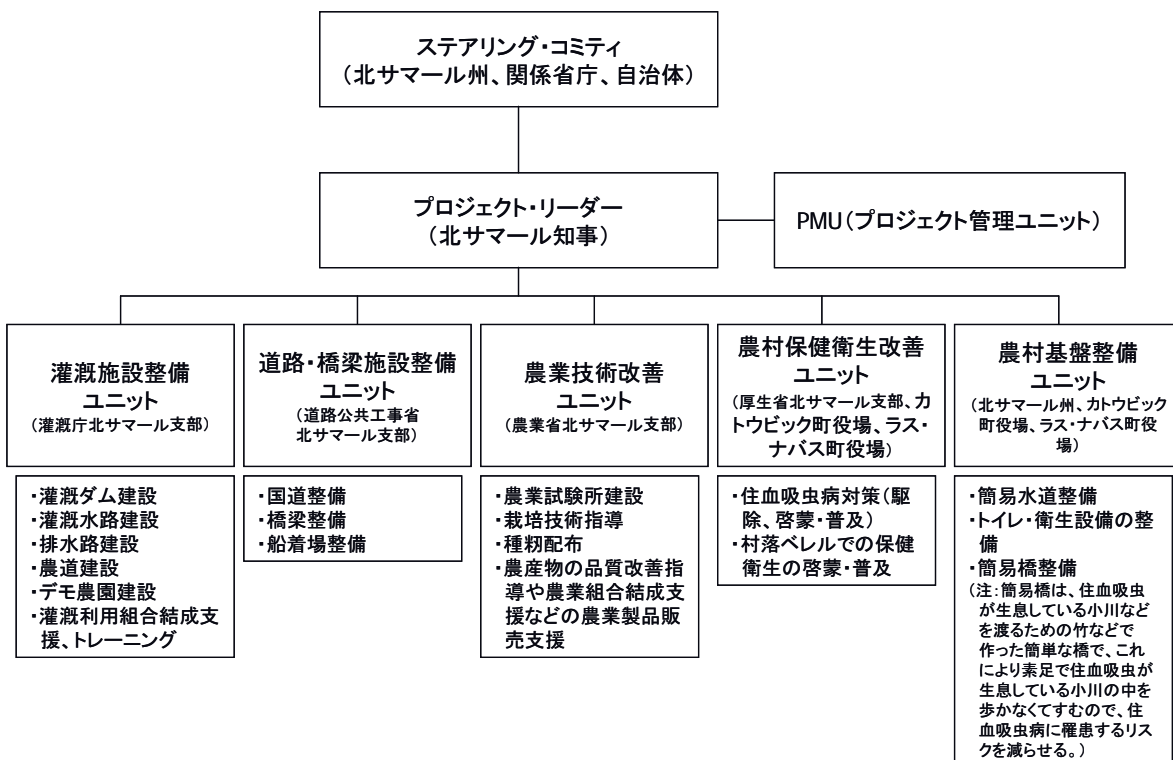 ステアリング・コミティ
（北サマール州、関係省庁、自治体）
プロジェクト・リーダー
（北サマール知事）
PMU（プロジェクト管理ユニット）
灌漑施設整備
ユニット
（灌漑庁北サマール支部）
道路・橋梁施設整備
ユニット
（道路公共工事省
北サマール支部）
農業技術改善
ユニット
（農業省北サマール支部）
農村保健衛生改善
ユニット
（厚生省北サマール支部、カ
トウビック町役場、ラス・
ナバス町役場）
農村基盤整備
ユニット
（北サマール州、カトウビック
町役場、ラス・ナバス町役
場）
・灌漑ダム建設
・灌漑水路建設
・排水路建設
・農道建設
・デモ農園建設
・灌漑利用組合結成支
援、トレーニング
・国道整備
・橋梁整備
・船着場整備
・農業試験所建設
・栽培技術指導
・種籾配布
・農産物の品質改善指
導や農業組合結成支
援などの農業製品販
売支援
・住血吸虫病対策（駆
除、啓蒙・普及）
・村落ベレルでの保健
衛生の啓蒙・普及
・簡易水道整備
・トイレ・衛生設備の整
備
・簡易橋整備
（注：簡易橋は、住血吸虫
が生息している小川など
を渡るための竹などで
作った簡単な橋で、これ
により素足で住血吸虫が
生息している小川の中を
歩かなくてすむので、住
血吸虫病に罹患するリス
クを減らせる。）